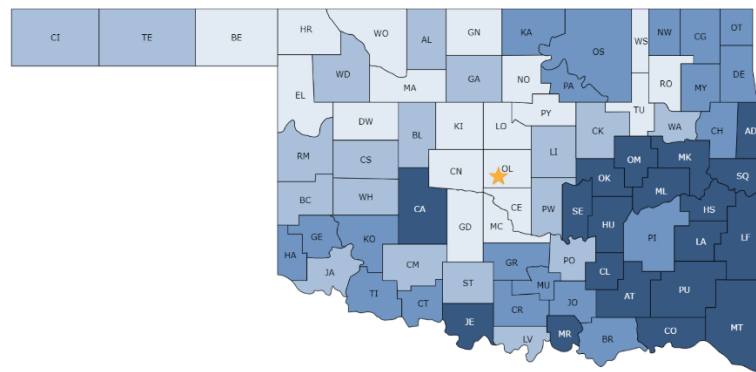 HR WO GN KA WS NW CG OT
CI TE BE AL OS
WD GA NO PA RO MY DE
EL MA
DW BL KI LO PY TU
CK WA CH AD
RM CS LI OM MK
CN OL OK SQ
BC WH CA CE PW SE ML HS
GD MC HU
GE KO PI LA LF
HA GR PO
JA CM CL
TI ST MU AT PU
CT CR JO
JE MR CO MT
LV BR